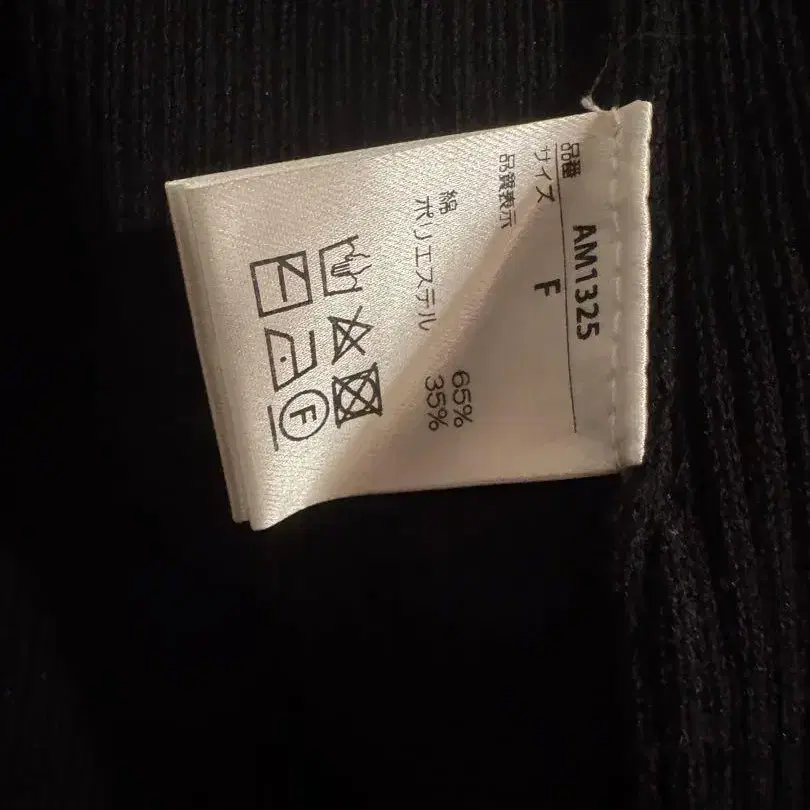 品番 AM1325
サイズ F
品質表示
綿 65%
ポリエステル 35%
F